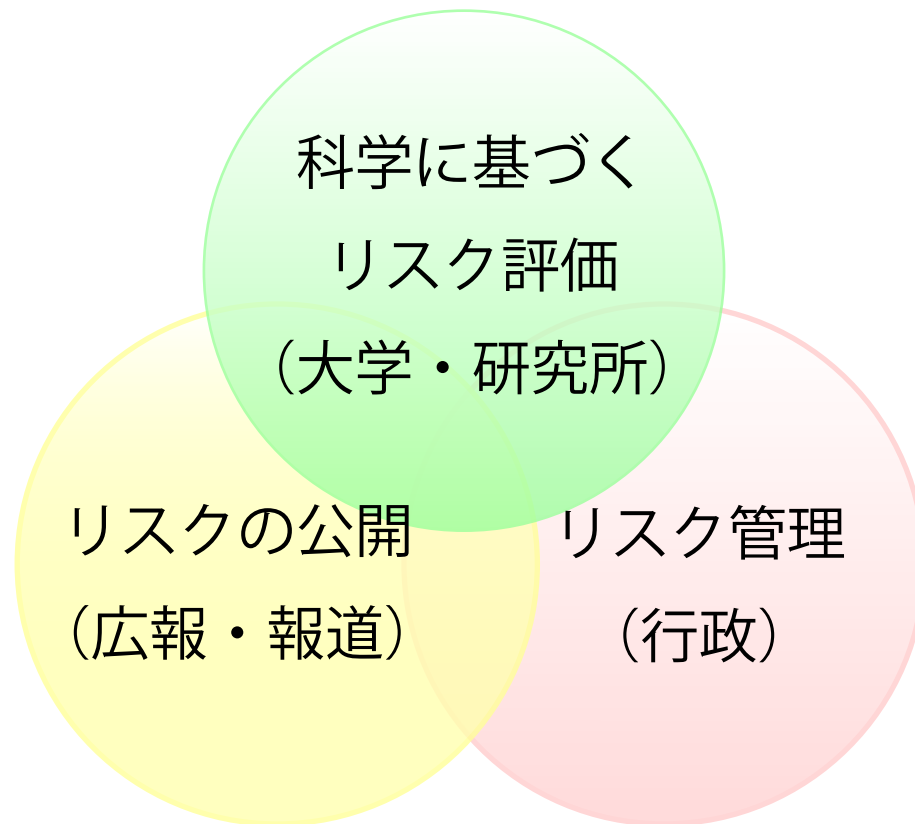 科学に基づく
リスク評価
（大学・研究所）
リスクの公開
（広報・報道）
リスク管理
（行政）